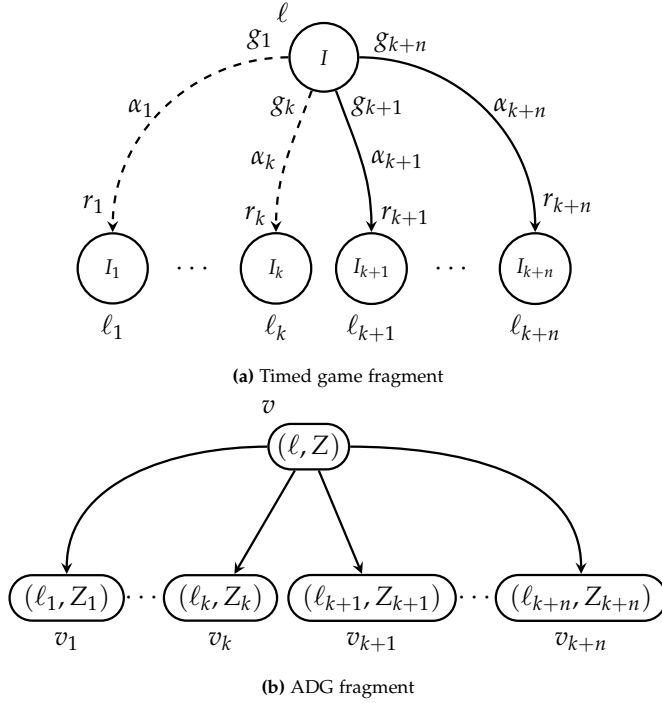 ℓ
g₁ I gₖ₊ₙ
gₖ gₖ₊₁
α₁ αₖ₊ₙ
αₖ αₖ₊₁
r₁ rₖ rₖ₊₁ rₖ₊ₙ
I₁ ··· Iₖ Iₖ₊₁ ··· Iₖ₊ₙ
ℓ₁ ℓₖ ℓₖ₊₁ ℓₖ₊ₙ
(a) Timed game fragment
v
(ℓ, Z)
(ℓ₁, Z₁) ··· (ℓₖ, Zₖ) (ℓₖ₊₁, Zₖ₊₁) ··· (ℓₖ₊ₙ, Zₖ₊ₙ)
v₁ vₖ vₖ₊₁ vₖ₊ₙ
(b) ADG fragment